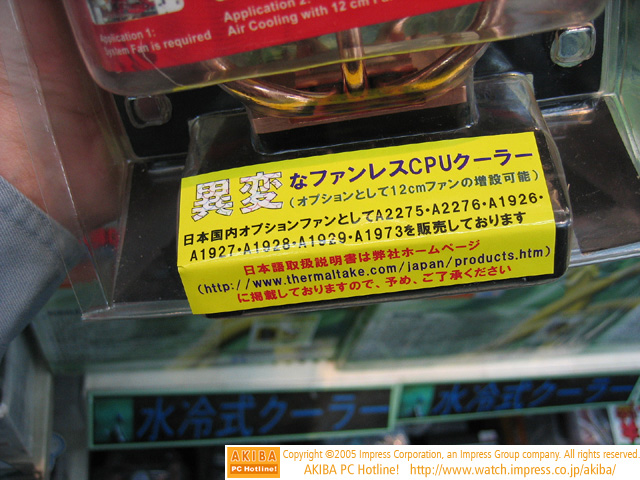 Application 1:
System Fan is required
Application 2:
Air Cooling with 12 cm
異変なファンレスCPUクーラー
(オプションとして12cmファンの増設可能)
日本国内オプションファンとしてA2275・A2276・A1926・
A1927・A1928・A1929・A1973を販売しております
日本語取扱説明書は弊社ホームページ
(http://www.thermaltake.com/japan/products.htm)
に掲載しておりますので、予め、ご了承ください
水冷式クーラー
水冷式クーラー
AKIBA
PC Hotline!
Copyright ©2005 Impress Corporation, an Impress Group company. All rights reserved.
AKIBA PC Hotline! http://www.watch.impress.co.jp/akiba/